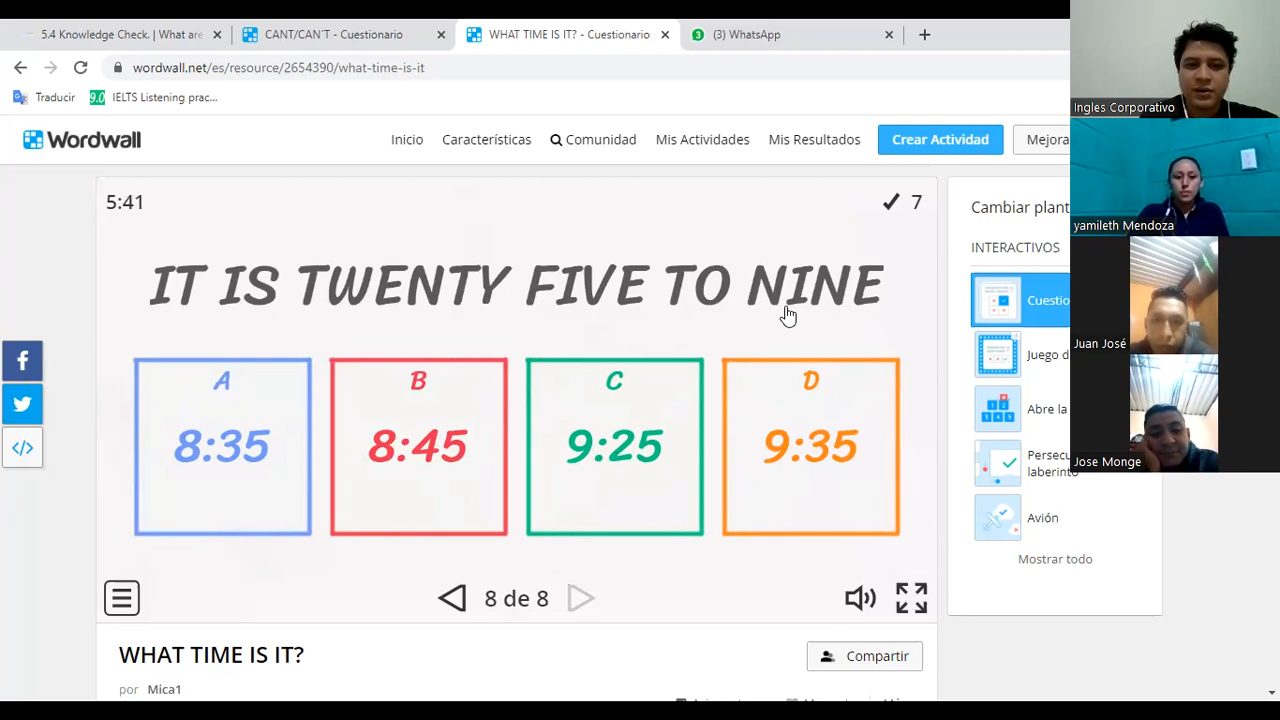 5.4 Knowledge Check. | What are
CANT/CAN'T - Cuestionario
WHAT TIME IS IT? - Cuestionario
(3) WhatsApp
wordwall.net/es/resource/2654390/what-time-is-it
Traducir
9.0 IELTS Listening prac...
Wordwall
Inicio
Características
Comunidad
Mis Actividades
Mis Resultados
Crear Actividad
Mejora
5:41
7
IT IS TWENTY FIVE TO NINE
A
8:35
B
8:45
C
9:25
D
9:35
8 de 8
WHAT TIME IS IT?
Compartir
por Mica1
Cambiar plant
INTERACTIVOS
Cuestio
Juego d
Abre la
Persecu
laberinto
Avión
Mostrar todo
Ingles Corporativo
yamileth Mendoza
Juan José
Jose Monge